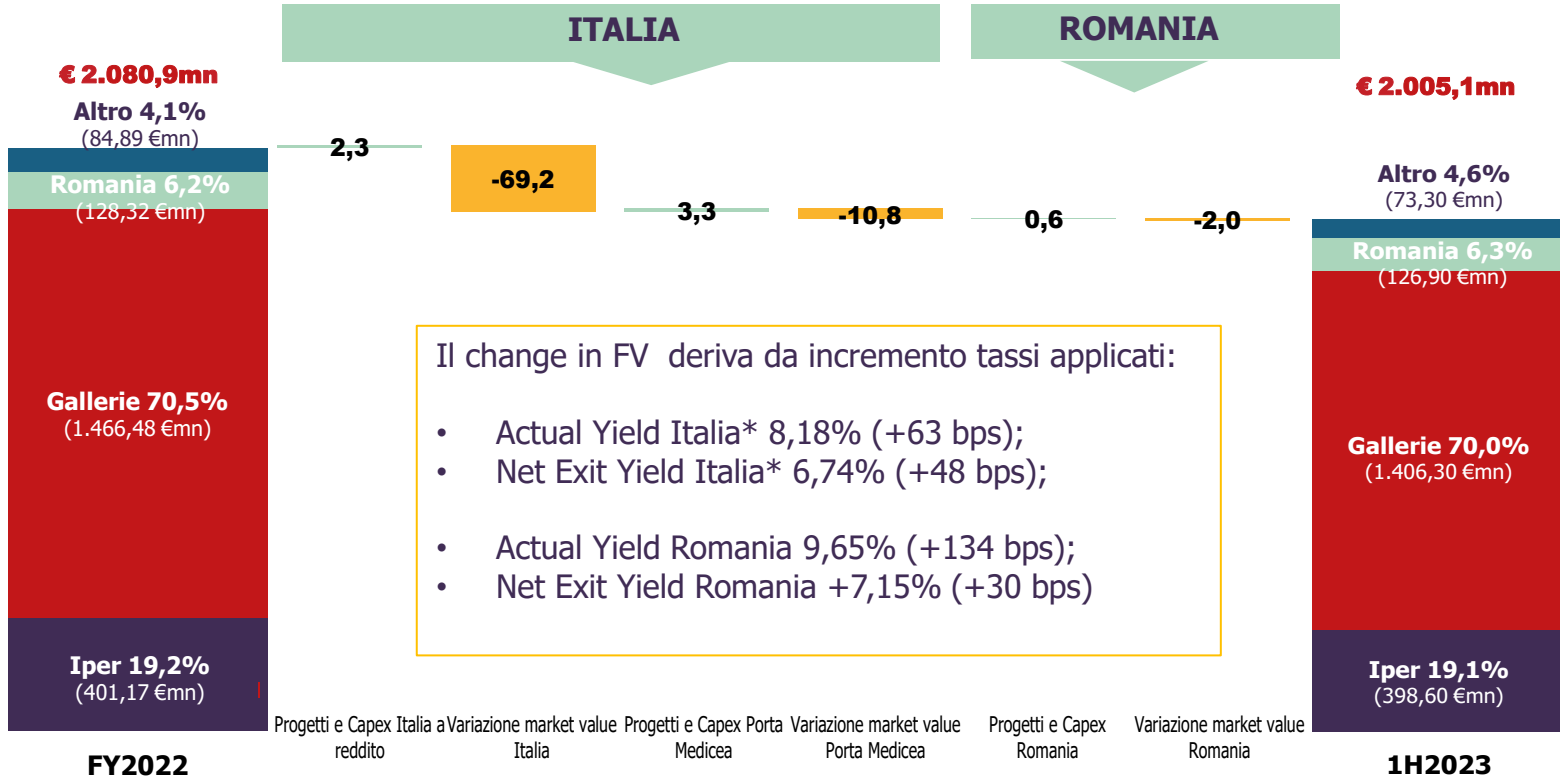 ITALIA
ROMANIA
€ 2.080,9mn
Altro 4,1%
(84,89 €mn)
Romania 6,2%
(128,32 €mn)
Gallerie 70,5%
(1.466,48 €mn)
Iper 19,2%
(401,17 €mn)
FY2022
2,3
-69,2
3,3
-10,8
0,6
-2,0
Il change in FV deriva da incremento tassi applicati:
• Actual Yield Italia* 8,18% (+63 bps);
• Net Exit Yield Italia* 6,74% (+48 bps);
• Actual Yield Romania 9,65% (+134 bps);
• Net Exit Yield Romania +7,15% (+30 bps)
Progetti e Capex Italia a
reddito
Variazione market value
Italia
Progetti e Capex Porta
Medicea
Variazione market value
Porta Medicea
Progetti e Capex
Romania
Variazione market value
Romania
€ 2.005,1mn
Altro 4,6%
(73,30 €mn)
Romania 6,3%
(126,90 €mn)
Gallerie 70,0%
(1.406,30 €mn)
Iper 19,1%
(398,60 €mn)
1H2023